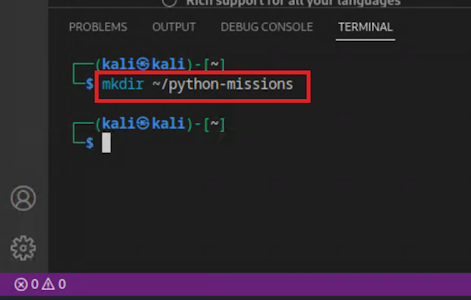 Rich support for all your languages
PROBLEMS OUTPUT DEBUG CONSOLE TERMINAL
┌──(kali㉿kali)-[~]
└─$ mkdir ~/python-missions
┌──(kali㉿kali)-[~]
└─$
0 0